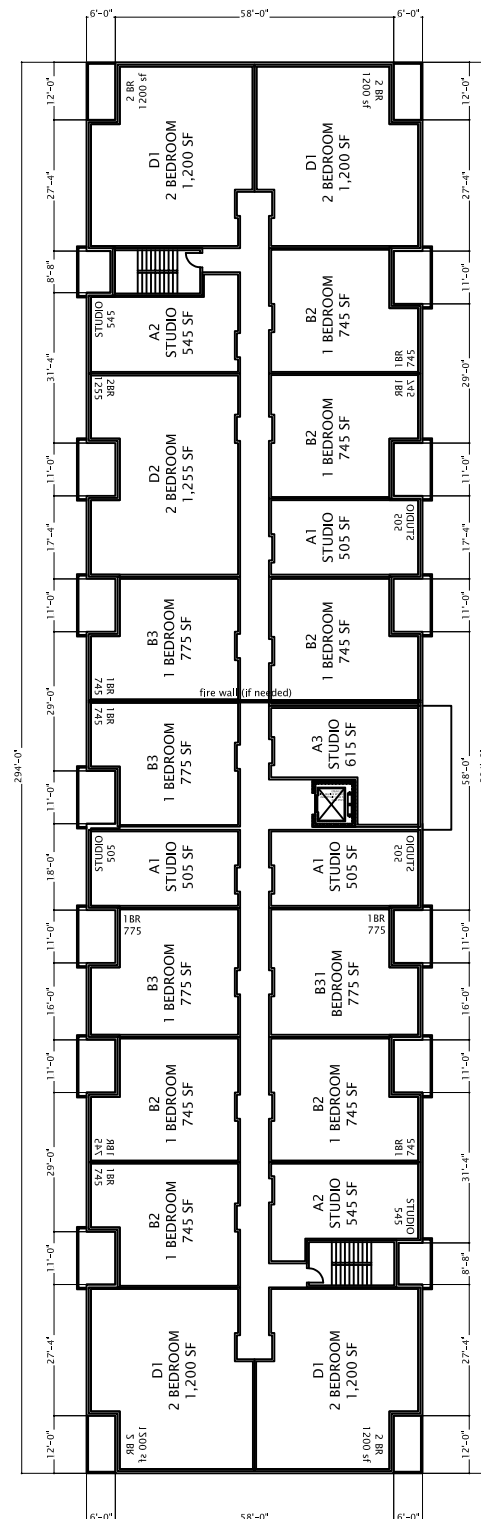 6'-0"
58'-0"
6'-0"
12'-0"
2 BR
1200 sf
2 BR
1200 sf
12'-0"
D1
2 BEDROOM
1,200 SF
D1
2 BEDROOM
1,200 SF
27'-4"
27'-4"
8'-8"
11'-0"
STUDIO
545
A2
STUDIO
545 SF
B2
1 BEDROOM
745 SF
1BR
745
31'-4"
29'-0"
2BR
1255
1BR
745
D2
2 BEDROOM
1,255 SF
B2
1 BEDROOM
745 SF
11'-0"
11'-0"
A1
STUDIO
505 SF
STUDIO
505
17'-4"
17'-4"
11'-0"
11'-0"
B3
1 BEDROOM
775 SF
B2
1 BEDROOM
745 SF
1BR
745
fire wall (if needed)
29'-0"
294'-0"
1BR
745
B3
1 BEDROOM
775 SF
A3
STUDIO
615 SF
58'-0"
11'-0"
STUDIO
505
A1
STUDIO
505 SF
A1
STUDIO
505 SF
STUDIO
505
18'-0"
1BR
775
1BR
775
11'-0"
11'-0"
B3
1 BEDROOM
775 SF
B31
BEDROOM
775 SF
16'-0"
16'-0"
11'-0"
11'-0"
B2
1 BEDROOM
745 SF
B2
1 BEDROOM
745 SF
1BR
745
1BR
745
29'-0"
31'-4"
1BR
745
B2
1 BEDROOM
745 SF
A2
STUDIO
545 SF
STUDIO
545
11'-0"
8'-8"
D1
2 BEDROOM
1,200 SF
D1
2 BEDROOM
1,200 SF
27'-4"
27'-4"
2 BR
1200 sf
2 BR
1200 sf
12'-0"
12'-0"
6'-0"
58'-0"
6'-0"